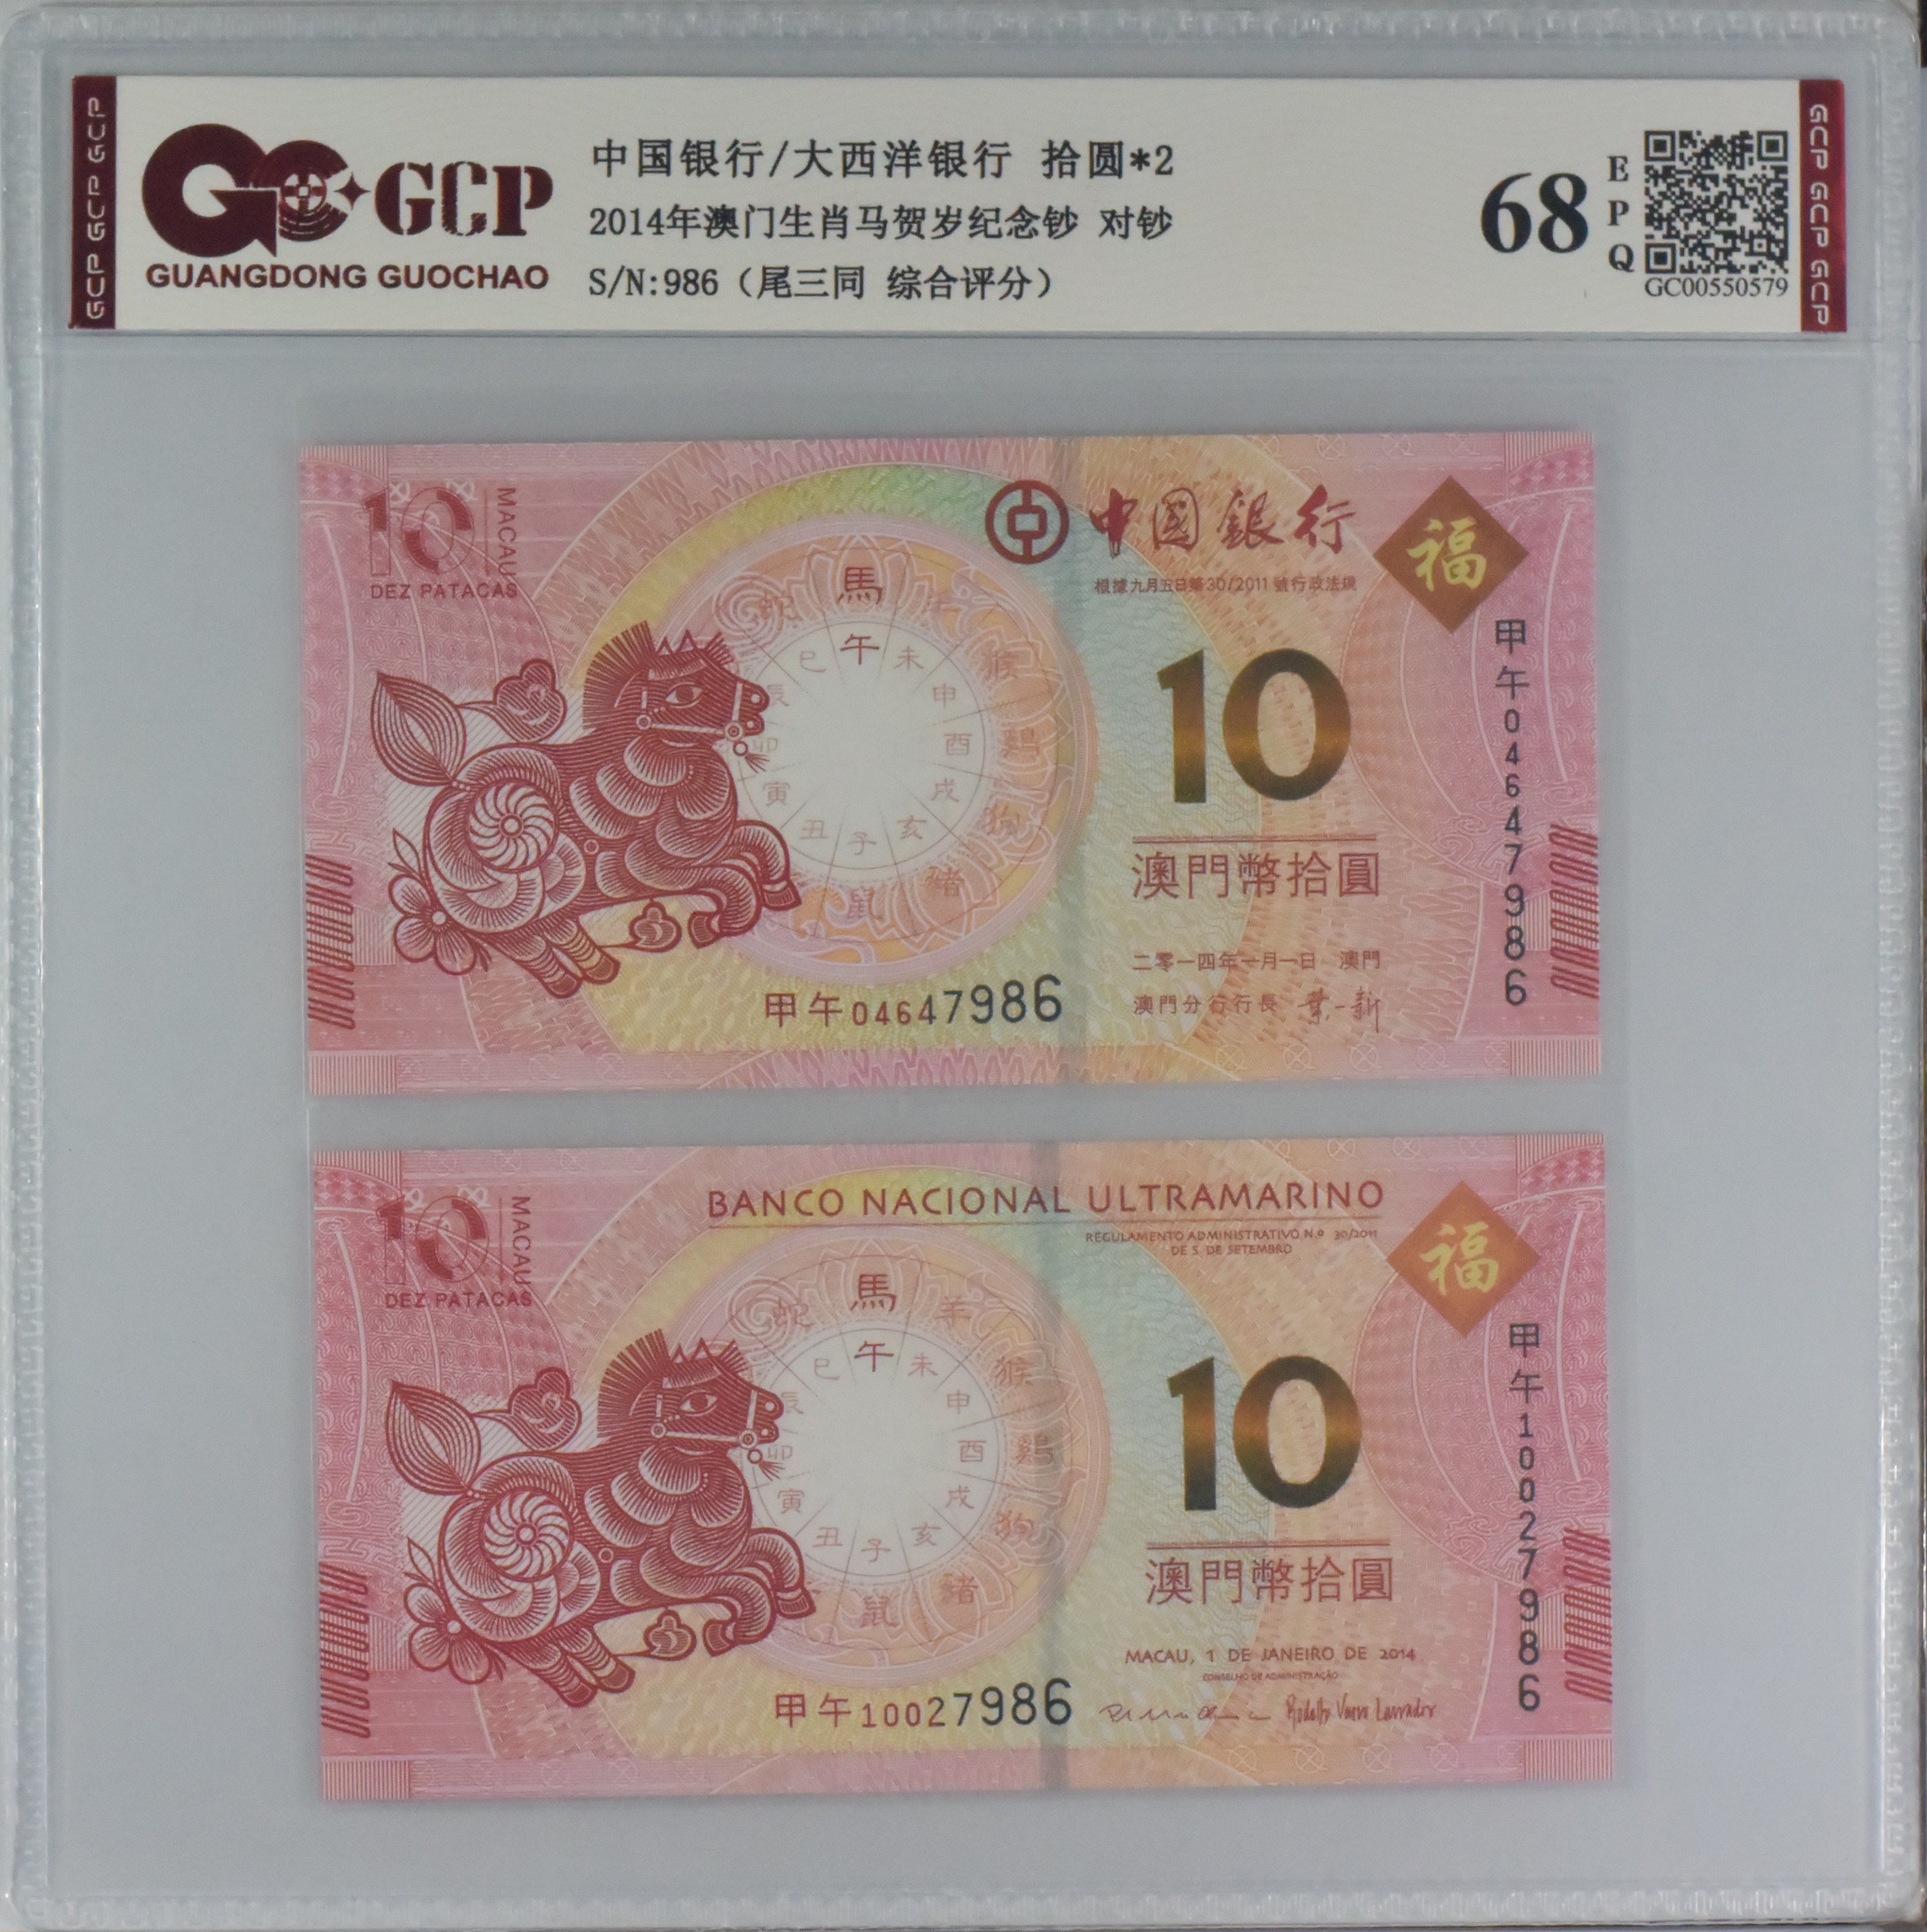 GCP GCP GCP
GCP
GUANGDONG GUOCHAO
中国银行/大西洋银行 拾圆*2
2014年澳门生肖马贺岁纪念钞 对钞
S/N:986（尾三同 综合评分）
68
EPQ
GC00550579
GCP GCP GCP
10
MACAU
DEZ PATACAS
中國銀行
根據九月五日第30/2011 號行政法規
福
馬
猴
鷄
狗
豬
鼠
蛇
午
未
申
酉
戌
亥
子
丑
寅
卯
辰
巳
10
澳門幣拾圓
二零一四年一月一日 澳門
澳門分行行長
甲午04647986
甲午04647986
10
MACAU
DEZ PATACAS
BANCO NACIONAL ULTRAMARINO
REGULAMENTO ADMINISTRATIVO N.º 30/2011
DE 5 DE SETEMBRO
福
馬
羊
猴
鷄
狗
豬
鼠
蛇
午
未
申
酉
戌
亥
子
丑
寅
卯
辰
巳
10
澳門幣拾圓
MACAU, 1 DE JANEIRO DE 2014
CONSELHO DE ADMINISTRAÇÃO
甲午10027986
甲午10027986